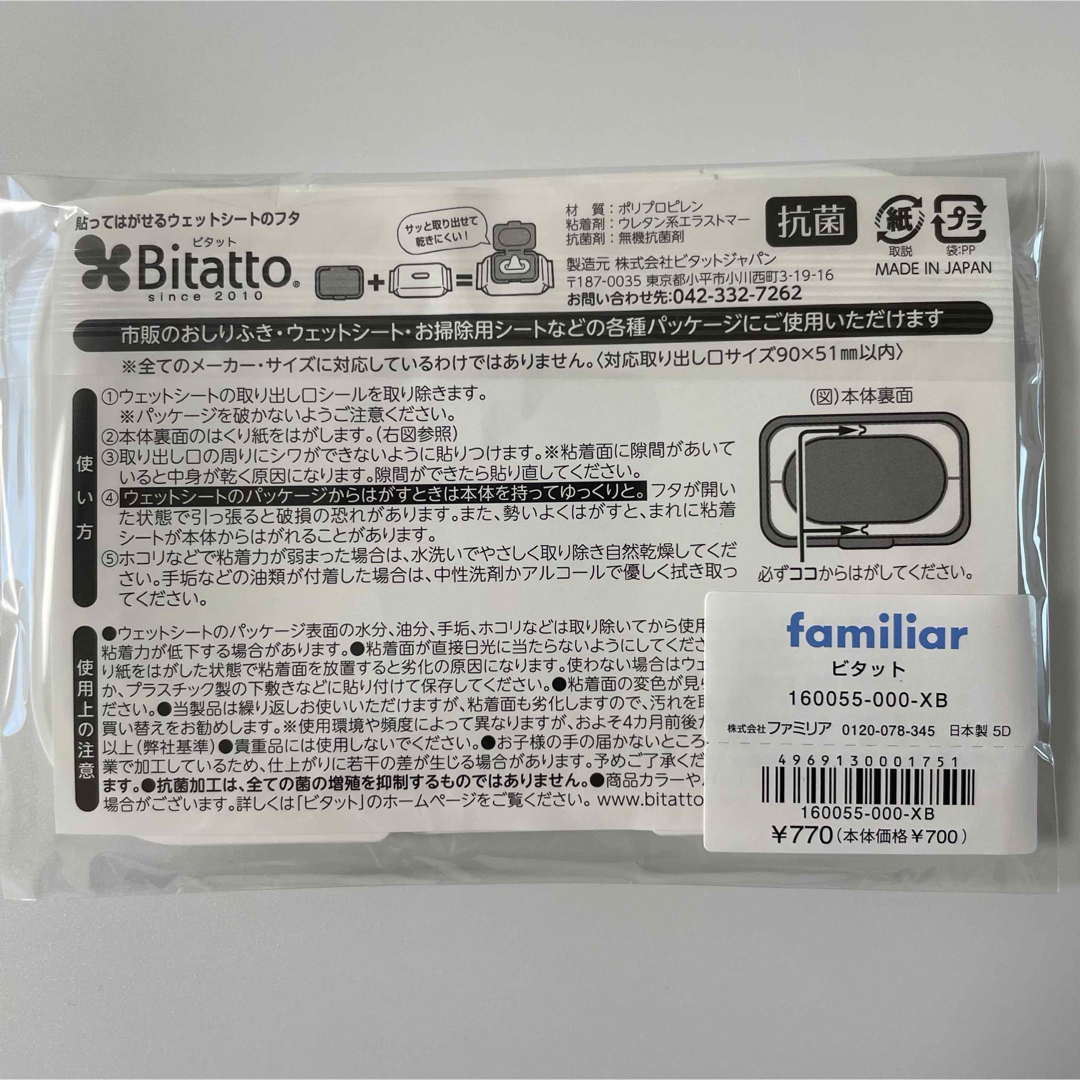 貼ってはがせるウェットシートのフタ
ビタット
Bitatto®
since 2010
サッと取り出せて
乾きにくい!
材 質:ポリプロピレン
粘着剤:ウレタン系エラストマー
抗菌剤:無機抗菌剤
製造元 株式会社ビタットジャパン
〒187-0035 東京都小平市小川西町3-19-16
お問い合わせ先:042-332-7262
抗菌
紙
取説
プラ
袋:PP
MADE IN JAPAN
市販のおしりふき・ウェットシート・お掃除用シートなどの各種パッケージにご使用いただけます
※全てのメーカー・サイズに対応しているわけではありません。〈対応取り出し口サイズ90×51㎜以内〉
使い方
①ウェットシートの取り出し口シールを取り除きます。
※パッケージを破かないようご注意ください。
②本体裏面のはくり紙をはがします。(右図参照)
③取り出し口の周りにシワができないように貼りつけます。※粘着面に隙間があいて
いると中身が乾く原因になります。隙間ができたら貼り直してください。
④ウェットシートのパッケージからはがすときは本体を持ってゆっくりと。フタが開い
た状態で引っ張ると破損の恐れがあります。また、勢いよくはがすと、まれに粘着
シートが本体からはがれることがあります。
⑤ホコリなどで粘着力が弱まった場合は、水洗いでやさしく取り除き自然乾燥してくだ
さい。手垢などの油類が付着した場合は、中性洗剤かアルコールで優しく拭き取っ
てください。
(図)本体裏面
必ずココからはがしてください。
使用上の注意
●ウェットシートのパッケージ表面の水分、油分、手垢、ホコリなどは取り除いてから使用
粘着力が低下する場合があります。●粘着面が直接日光に当たらないようにしてくださ
り紙をはがした状態で粘着面を放置すると劣化の原因になります。使わない場合はウェ
か、プラスチック製の下敷きなどに貼り付けて保存してください。●粘着面の変色が見ら
ださい。●当製品は繰り返しお使いいただけますが、粘着面も劣化しますので、汚れを取
買い替えをお勧めします。※使用環境や頻度によって異なりますが、およそ4カ月前後か
以上(弊社基準)●貴重品には使用しないでください。●お子様の手の届かないところ
業で加工しているため、仕上がりに若干の差が生じる場合があります。予めご了承くだ
ます。●抗菌加工は、全ての菌の増殖を抑制するものではありません。●商品カラーや
場合がございます。詳しくは「ビタット」のホームページをご覧ください。 www.bitatto
familiar
ビタット
160055-000-XB
株式会社ファミリア 0120-078-345 日本製 5D
4969130001751
160055-000-XB
¥770(本体価格¥700)